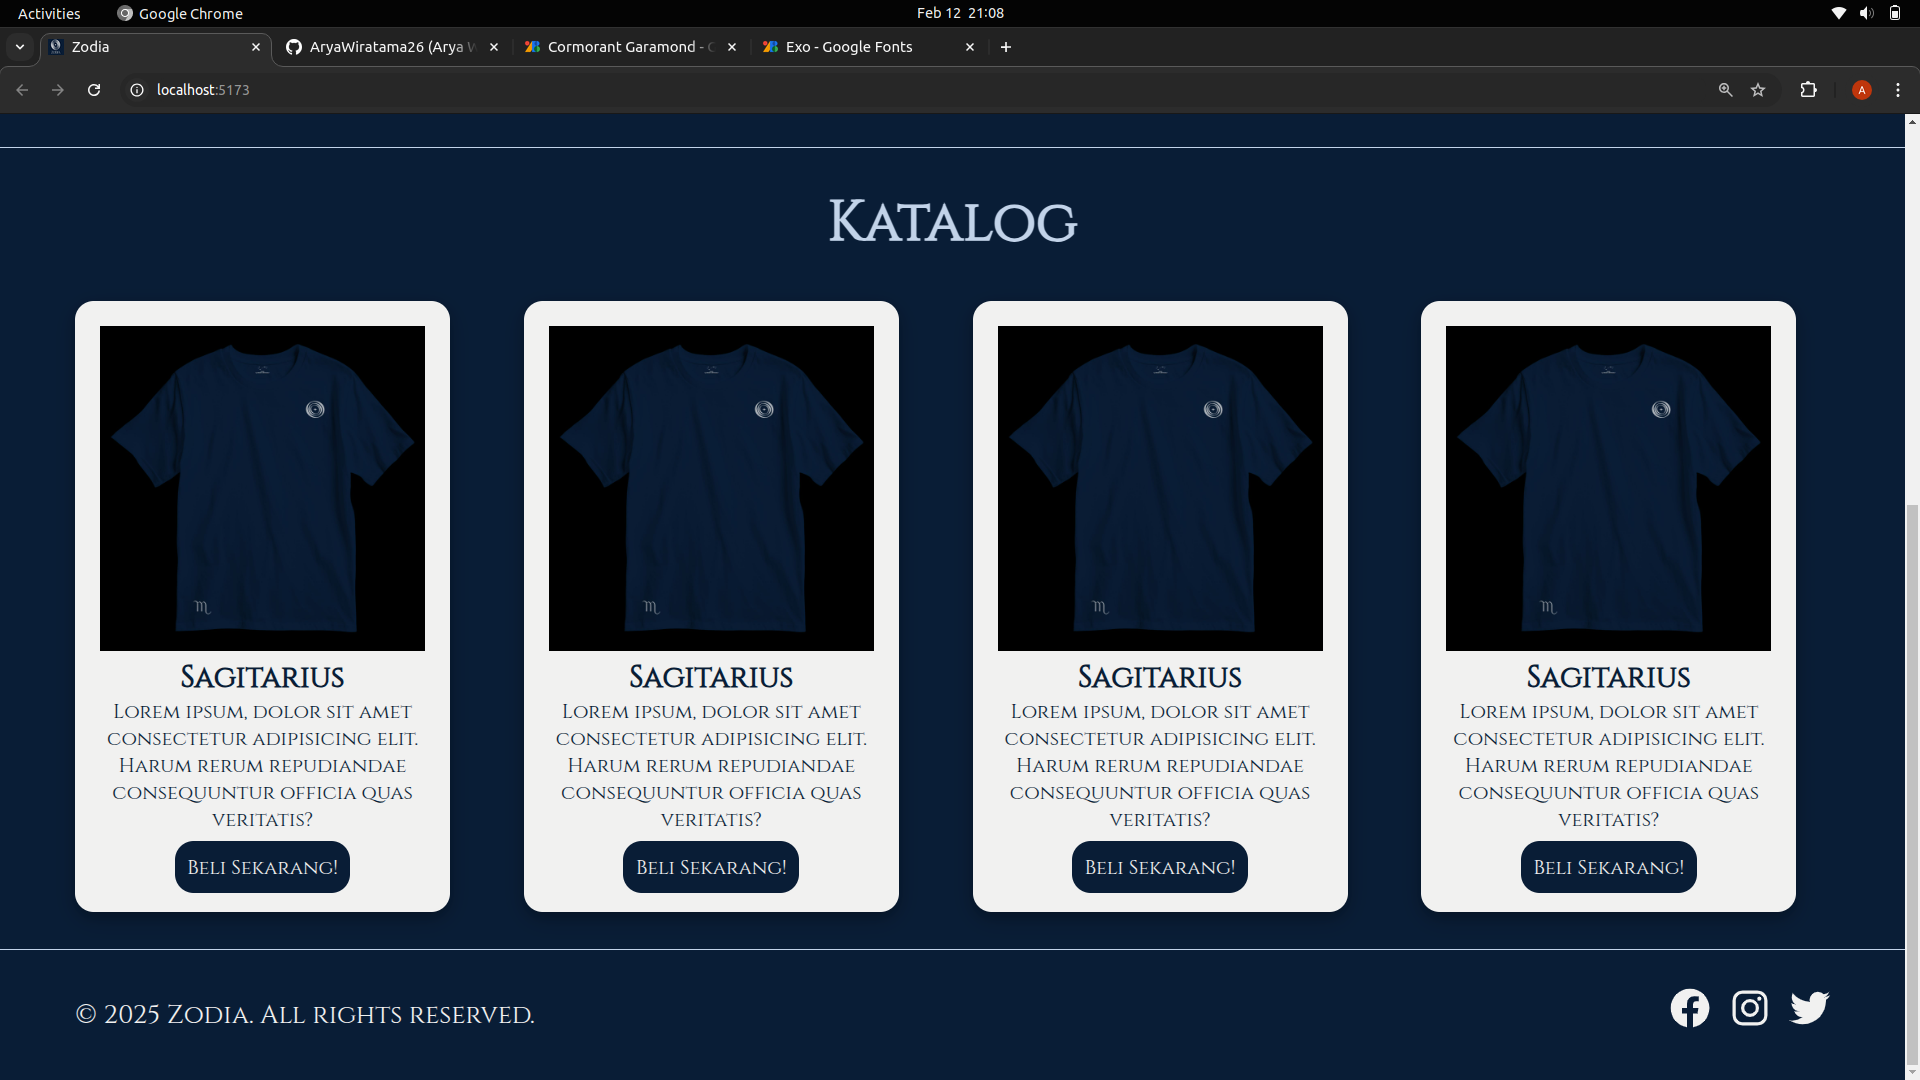 Activities
Google Chrome
Feb 12 21:08
Zodia
AryaWiratama26 (Arya W
Cormorant Garamond -
Exo - Google Fonts
localhost:5173
A
Katalog
Sagitarius
Lorem ipsum, dolor sit amet
consectetur adipisicing elit.
Harum rerum repudiandae
consequuntur officia quas
veritatis?
Beli Sekarang!
Sagitarius
Lorem ipsum, dolor sit amet
consectetur adipisicing elit.
Harum rerum repudiandae
consequuntur officia quas
veritatis?
Beli Sekarang!
Sagitarius
Lorem ipsum, dolor sit amet
consectetur adipisicing elit.
Harum rerum repudiandae
consequuntur officia quas
veritatis?
Beli Sekarang!
Sagitarius
Lorem ipsum, dolor sit amet
consectetur adipisicing elit.
Harum rerum repudiandae
consequuntur officia quas
veritatis?
Beli Sekarang!
© 2025 Zodia. All rights reserved.